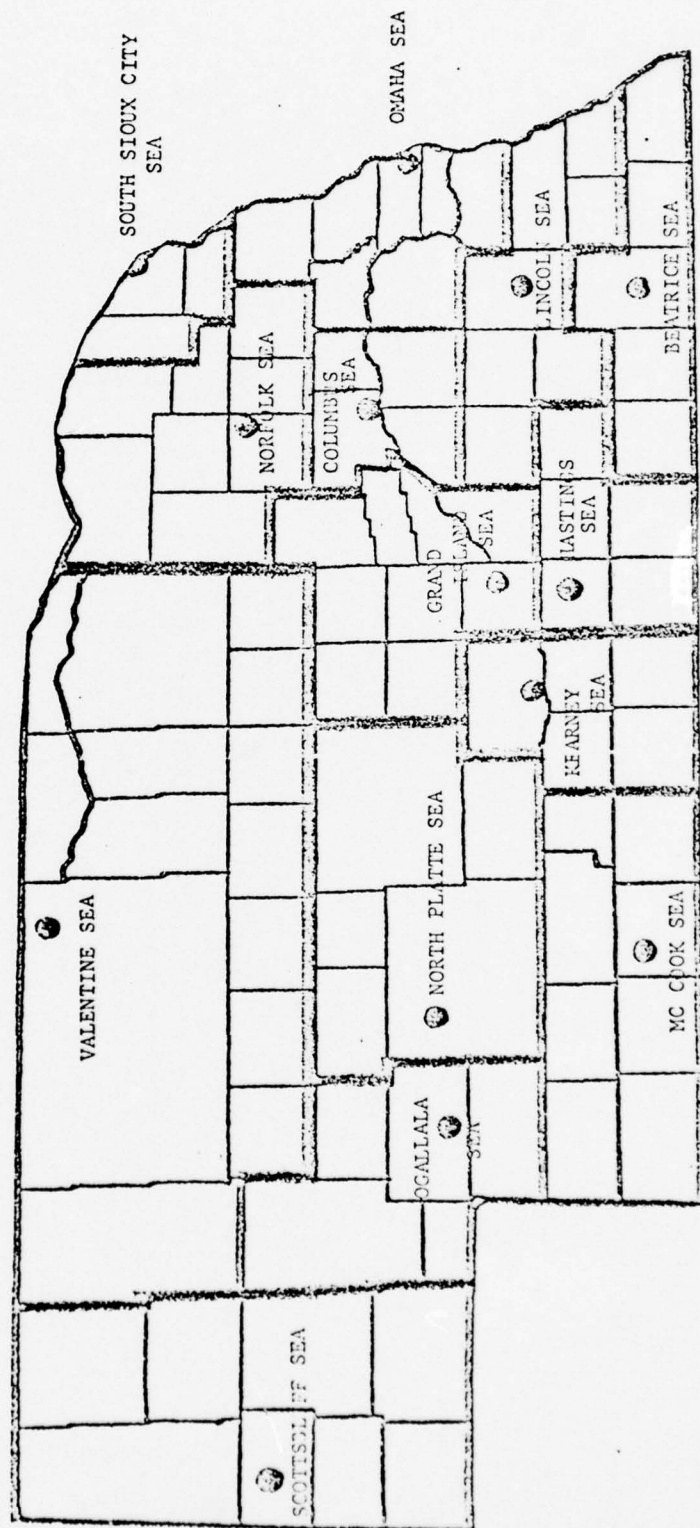 SOUTH SIOUX CITY
SEA
OMAHA SEA
NORFOLK SEA
COLUMBUS
SEA
LINCOLN SEA
BEATRICE SEA
GRAND
ISLAND
SEA
HASTINGS
SEA
KEARNEY
SEA
VALENTINE SEA
NORTH PLATTE SEA
MC COOK SEA
OGALLALA
SEA
SCOTTSBLUFF SEA